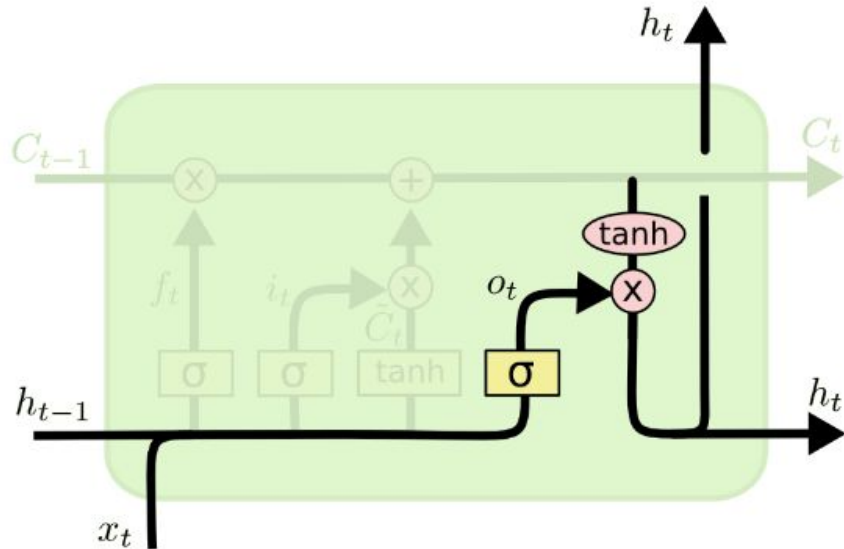 h_t
C_{t-1} x + C_t
tanh
f_t i_t x o_t x
C̃_t
σ σ tanh σ
h_{t-1} h_t
x_t